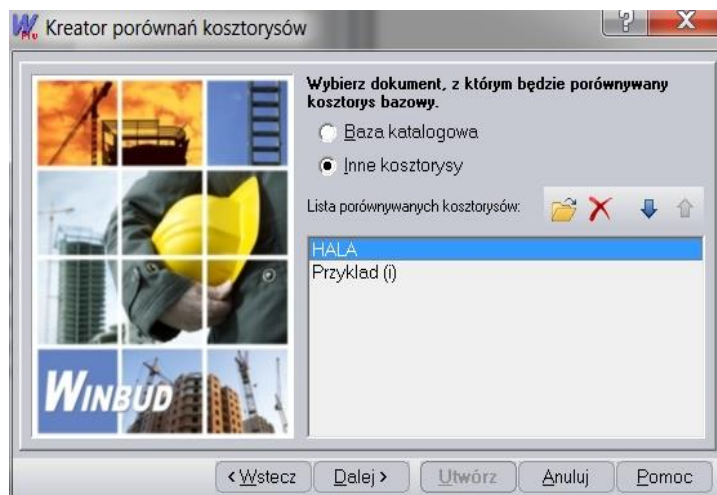 Kreator porównań kosztorysów
Wybierz dokument, z którym będzie porównywany
kosztorys bazowy.
Baza katalogowa
Inne kosztorysy
Lista porównywanych kosztorysów:
HALA
Przyklad (i)
WINBUD
< Wstecz
Dalej >
Utwórz
Anuluj
Pomoc